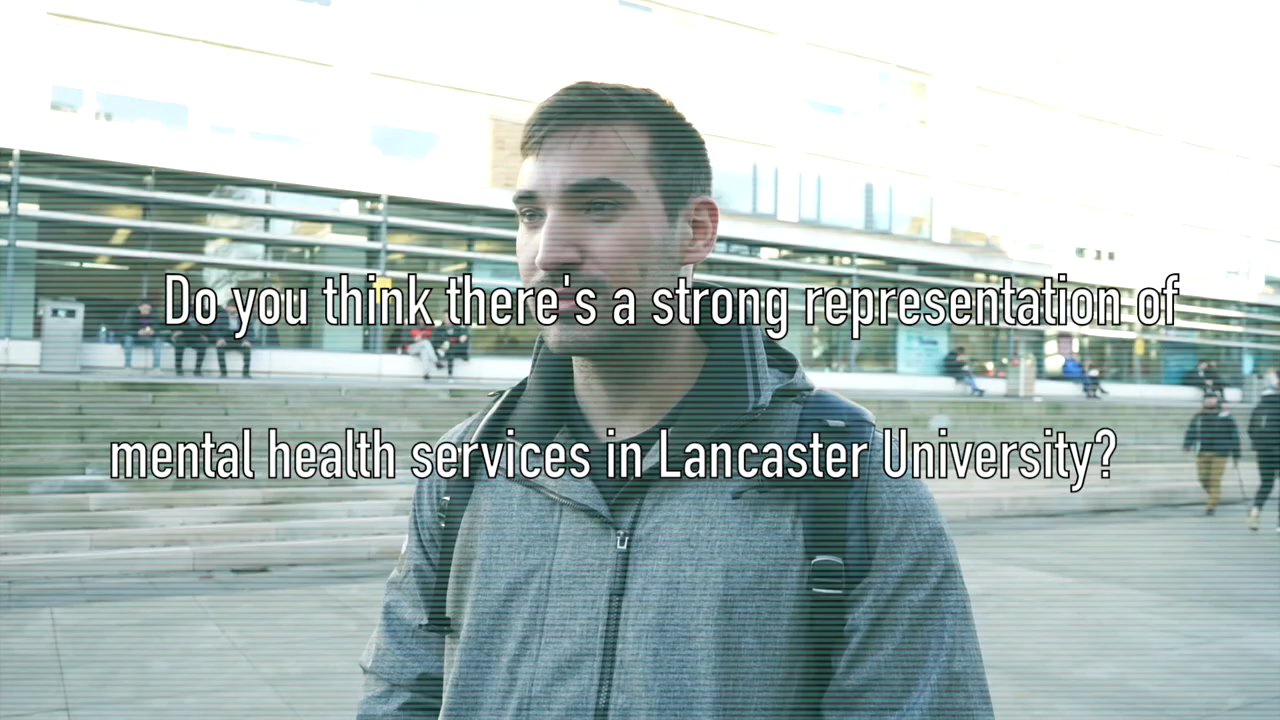 Do you think there's a strong representation of
mental health services in Lancaster University?